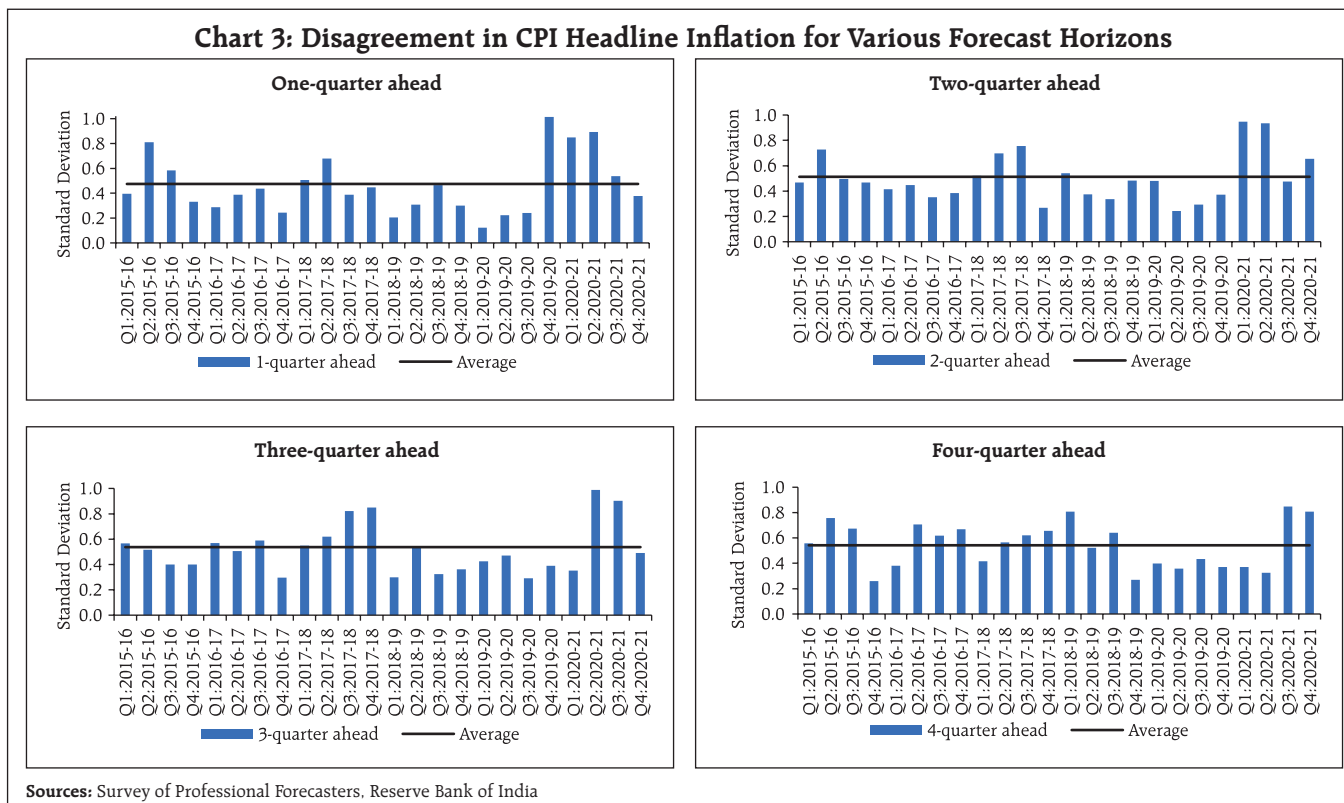 Chart 3: Disagreement in CPI Headline Inflation for Various Forecast Horizons
One-quarter ahead
Standard Deviation
1.0
0.8
0.6
0.4
0.2
0.0
Q1:2015-16
Q2:2015-16
Q3:2015-16
Q4:2015-16
Q1:2016-17
Q2:2016-17
Q3:2016-17
Q4:2016-17
Q1:2017-18
Q2:2017-18
Q3:2017-18
Q4:2017-18
Q1:2018-19
Q2:2018-19
Q3:2018-19
Q4:2018-19
Q1:2019-20
Q2:2019-20
Q3:2019-20
Q4:2019-20
Q1:2020-21
Q2:2020-21
Q3:2020-21
Q4:2020-21
1-quarter ahead Average
Two-quarter ahead
Standard Deviation
1.0
0.8
0.6
0.4
0.2
0.0
Q1:2015-16
Q2:2015-16
Q3:2015-16
Q4:2015-16
Q1:2016-17
Q2:2016-17
Q3:2016-17
Q4:2016-17
Q1:2017-18
Q2:2017-18
Q3:2017-18
Q4:2017-18
Q1:2018-19
Q2:2018-19
Q3:2018-19
Q4:2018-19
Q1:2019-20
Q2:2019-20
Q3:2019-20
Q4:2019-20
Q1:2020-21
Q2:2020-21
Q3:2020-21
Q4:2020-21
2-quarter ahead Average
Three-quarter ahead
Standard Deviation
1.0
0.8
0.6
0.4
0.2
0.0
Q1:2015-16
Q2:2015-16
Q3:2015-16
Q4:2015-16
Q1:2016-17
Q2:2016-17
Q3:2016-17
Q4:2016-17
Q1:2017-18
Q2:2017-18
Q3:2017-18
Q4:2017-18
Q1:2018-19
Q2:2018-19
Q3:2018-19
Q4:2018-19
Q1:2019-20
Q2:2019-20
Q3:2019-20
Q4:2019-20
Q1:2020-21
Q2:2020-21
Q3:2020-21
Q4:2020-21
3-quarter ahead Average
Four-quarter ahead
Standard Deviation
1.0
0.8
0.6
0.4
0.2
0.0
Q1:2015-16
Q2:2015-16
Q3:2015-16
Q4:2015-16
Q1:2016-17
Q2:2016-17
Q3:2016-17
Q4:2016-17
Q1:2017-18
Q2:2017-18
Q3:2017-18
Q4:2017-18
Q1:2018-19
Q2:2018-19
Q3:2018-19
Q4:2018-19
Q1:2019-20
Q2:2019-20
Q3:2019-20
Q4:2019-20
Q1:2020-21
Q2:2020-21
Q3:2020-21
Q4:2020-21
4-quarter ahead Average
Sources: Survey of Professional Forecasters, Reserve Bank of India